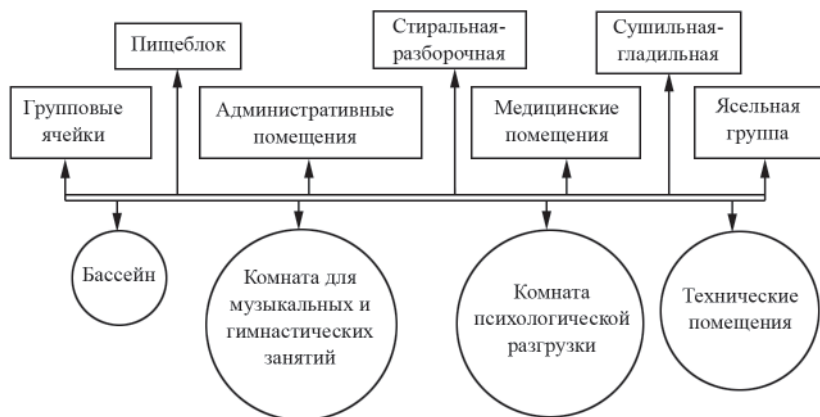 Пищеблок
Стиральная-
разборочная
Сушильная-
гладильная
Групповые
ячейки
Административные
помещения
Медицинские
помещения
Ясельная
группа
Бассейн
Комната для
музыкальных и
гимнастических
занятий
Комната
психологической
разгрузки
Технические
помещения